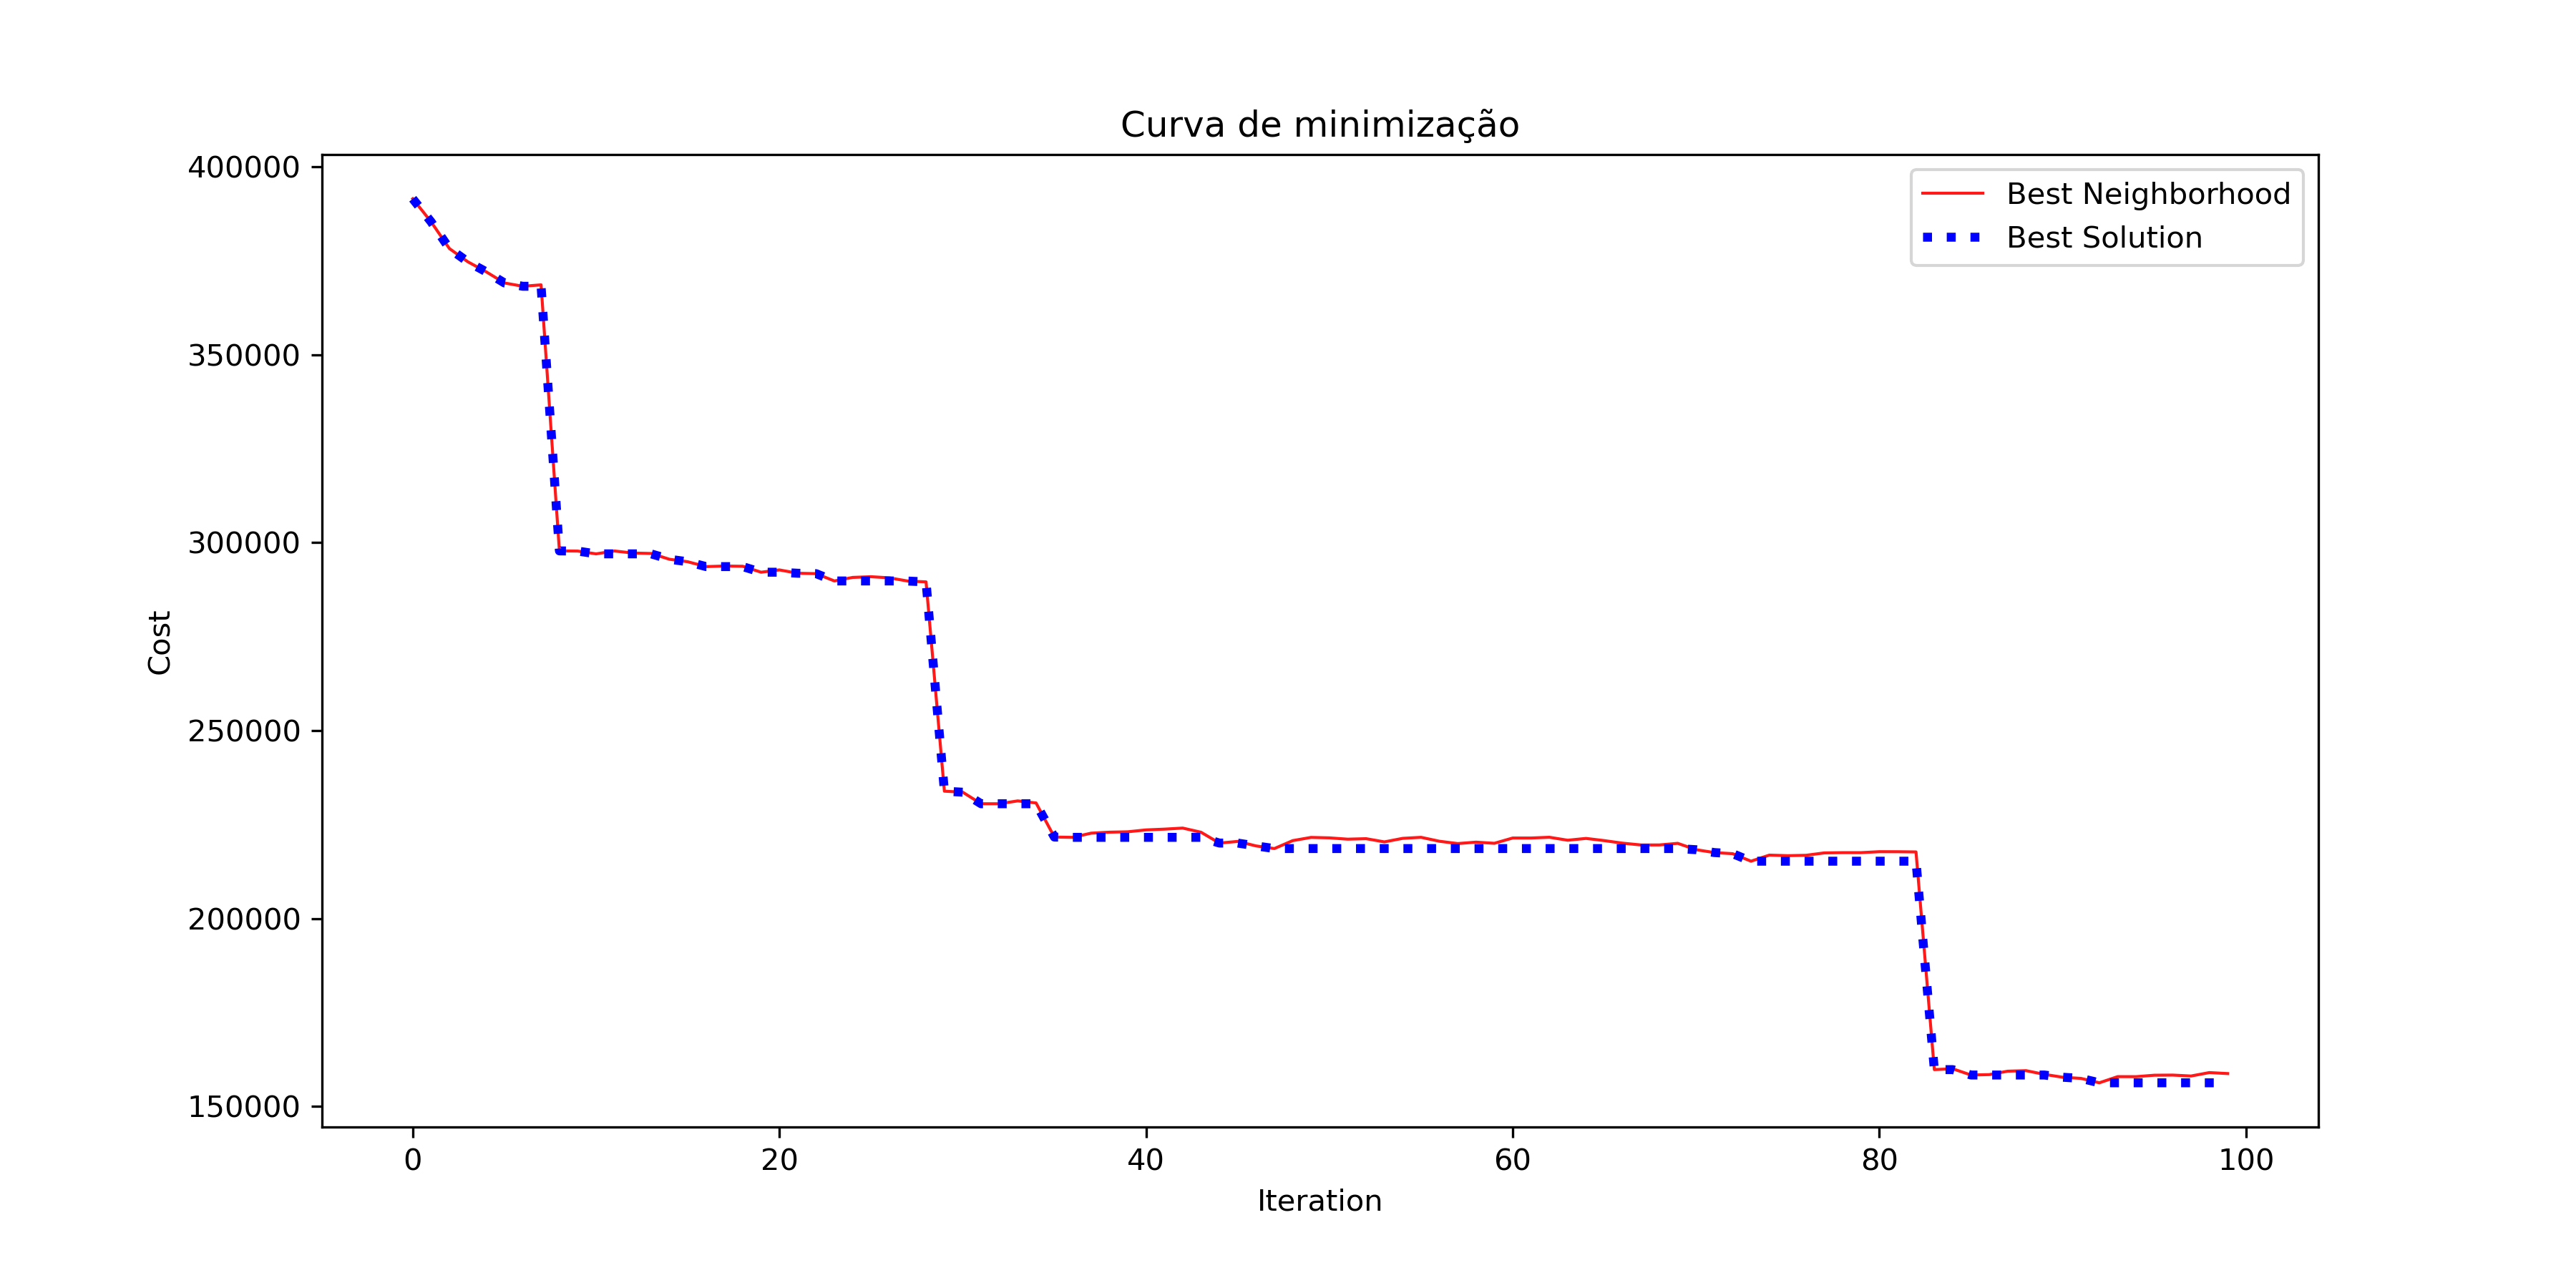 Curva de minimização
400000
350000
300000
250000
200000
150000
Cost
Best Neighborhood
Best Solution
0 20 40 60 80 100
Iteration